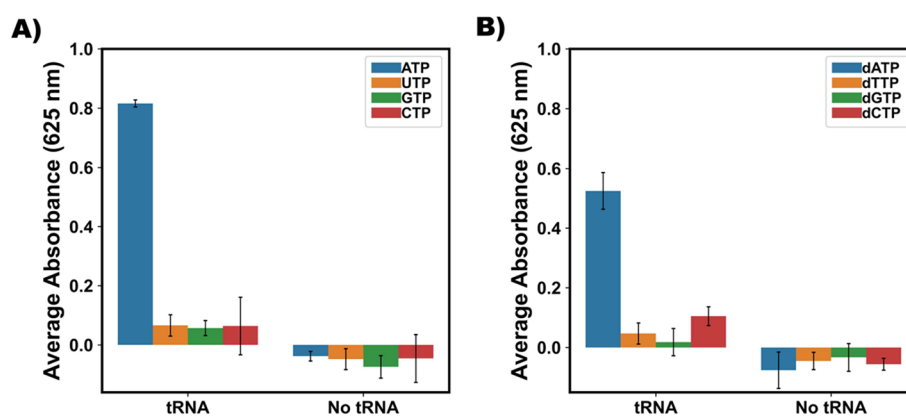 A)
Average Absorbance (625 nm)
1.0
0.8
0.6
0.4
0.2
0.0
ATP
UTP
GTP
CTP
tRNA
No tRNA
B)
Average Absorbance (625 nm)
1.0
0.8
0.6
0.4
0.2
0.0
dATP
dTTP
dGTP
dCTP
tRNA
No tRNA